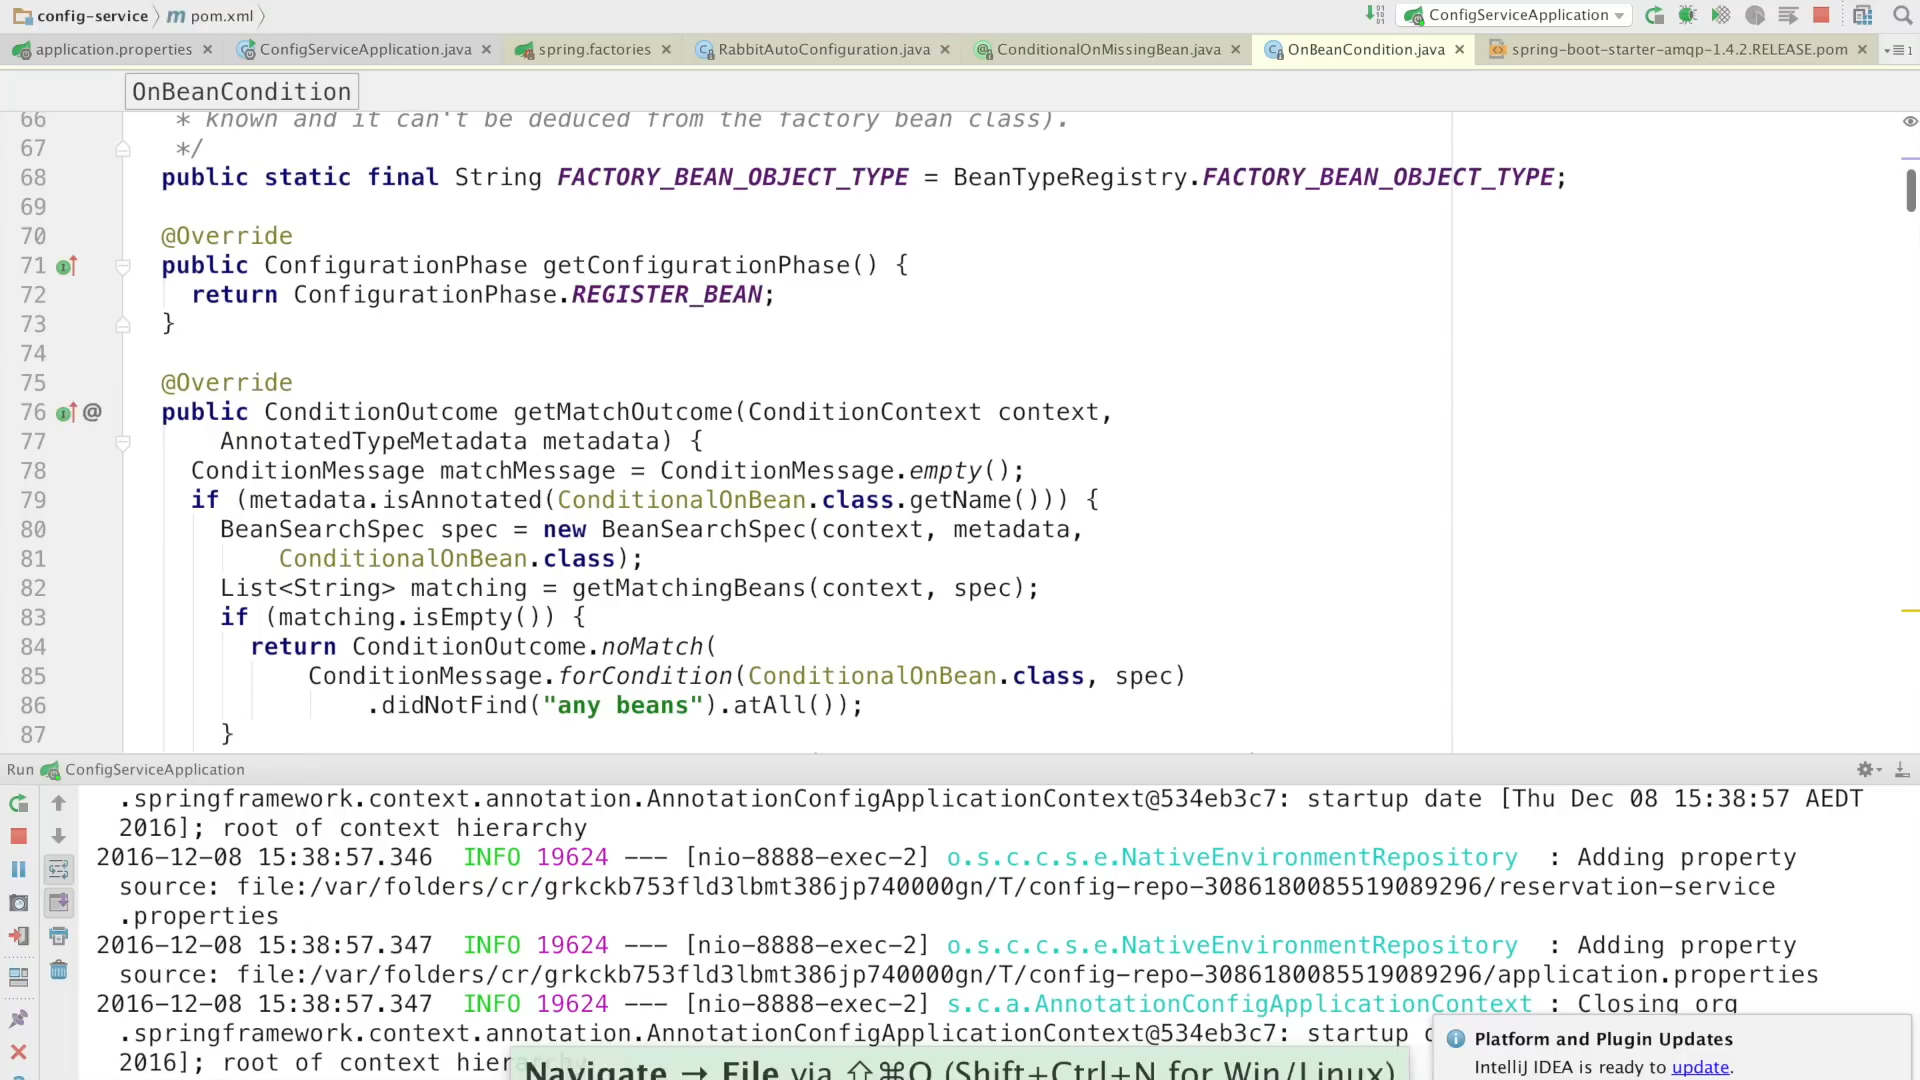 config-service pom.xml ConfigServiceApplication
application.properties ConfigServiceApplication.java spring.factories RabbitAutoConfiguration.java ConditionalOnMissingBean.java OnBeanCondition.java spring-boot-starter-amqp-1.4.2.RELEASE.pom
OnBeanCondition
66 * known and it can't be deduced from the factory bean class).
67 */
68 public static final String FACTORY_BEAN_OBJECT_TYPE = BeanTypeRegistry.FACTORY_BEAN_OBJECT_TYPE;
69
70 @Override
71 public ConfigurationPhase getConfigurationPhase() {
72 return ConfigurationPhase.REGISTER_BEAN;
73 }
74
75 @Override
76 @ public ConditionOutcome getMatchOutcome(ConditionContext context,
77 AnnotatedTypeMetadata metadata) {
78 ConditionMessage matchMessage = ConditionMessage.empty();
79 if (metadata.isAnnotated(ConditionalOnBean.class.getName())) {
80 BeanSearchSpec spec = new BeanSearchSpec(context, metadata,
81 ConditionalOnBean.class);
82 List<String> matching = getMatchingBeans(context, spec);
83 if (matching.isEmpty()) {
84 return ConditionOutcome.noMatch(
85 ConditionMessage.forCondition(ConditionalOnBean.class, spec)
86 .didNotFind("any beans").atAll());
87 }
Run ConfigServiceApplication
.springframework.context.annotation.AnnotationConfigApplicationContext@534eb3c7: startup date [Thu Dec 08 15:38:57 AEDT
2016]; root of context hierarchy
2016-12-08 15:38:57.346 INFO 19624 --- [nio-8888-exec-2] o.s.c.c.s.e.NativeEnvironmentRepository : Adding property
source: file:/var/folders/cr/grkckb753fld3lbmt386jp740000gn/T/config-repo-3086180085519089296/reservation-service
.properties
2016-12-08 15:38:57.347 INFO 19624 --- [nio-8888-exec-2] o.s.c.c.s.e.NativeEnvironmentRepository : Adding property
source: file:/var/folders/cr/grkckb753fld3lbmt386jp740000gn/T/config-repo-3086180085519089296/application.properties
2016-12-08 15:38:57.347 INFO 19624 --- [nio-8888-exec-2] s.c.a.AnnotationConfigApplicationContext : Closing org
.springframework.context.annotation.AnnotationConfigApplicationContext@534eb3c7: startup
2016]; root of context
Navigate → File via ⇧⌘O (Shift+Ctrl+N for Win/Linux)
Platform and Plugin Updates
IntelliJ IDEA is ready to update.